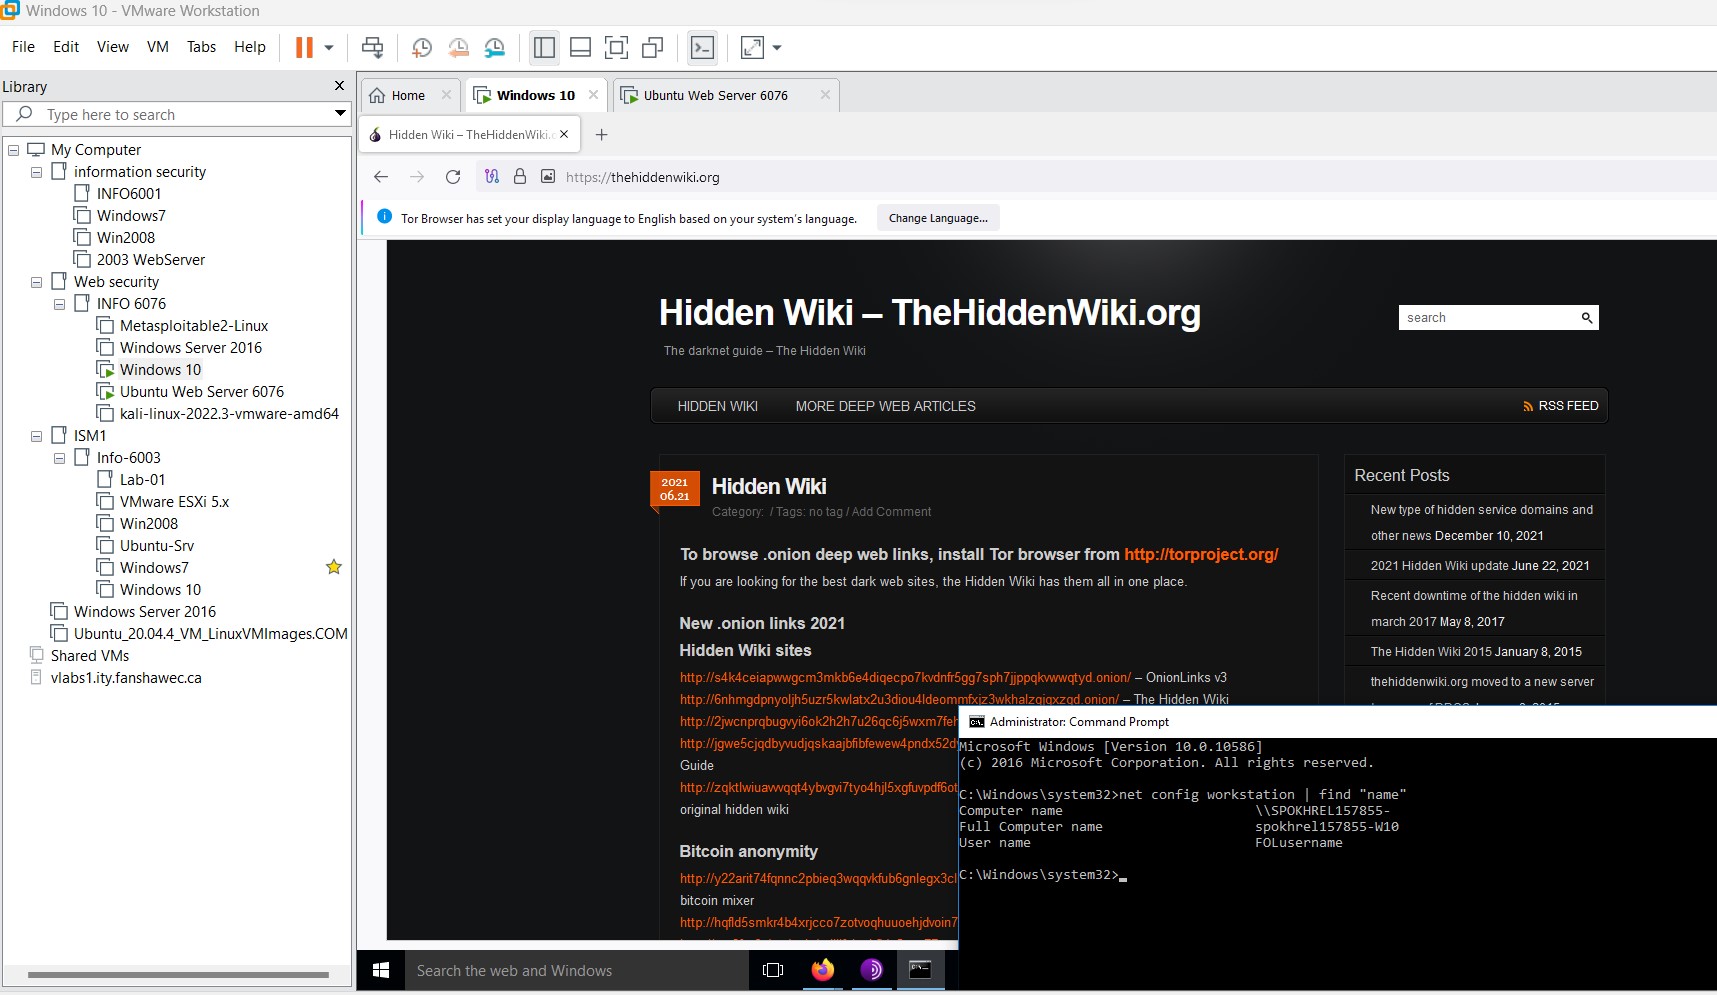 Windows 10 - VMware Workstation
File Edit View VM Tabs Help
Library
Type here to search
My Computer
information security
INFO6001
Windows7
Win2008
2003 WebServer
Web security
INFO 6076
Metasploitable2-Linux
Windows Server 2016
Windows 10
Ubuntu Web Server 6076
kali-linux-2022.3-vmware-amd64
ISM1
Info-6003
Lab-01
VMware ESXi 5.x
Win2008
Ubuntu-Srv
Windows7
Windows 10
Windows Server 2016
Ubuntu_20.04.4_VM_LinuxVMImages.COM
Shared VMs
vlabs1.ity.fanshawec.ca
Home Windows 10 Ubuntu Web Server 6076
Hidden Wiki – TheHiddenWiki.
https://thehiddenwiki.org
Tor Browser has set your display language to English based on your system's language. Change Language...
Hidden Wiki – TheHiddenWiki.org
search
The darknet guide – The Hidden Wiki
HIDDEN WIKI MORE DEEP WEB ARTICLES RSS FEED
2021
06.21
Hidden Wiki
Category: / Tags: no tag / Add Comment
To browse .onion deep web links, install Tor browser from http://torproject.org/
If you are looking for the best dark web sites, the Hidden Wiki has them all in one place.
New .onion links 2021
Hidden Wiki sites
http://s4k4ceiapwwgcm3mkb6e4diqecpo7kvdnfr5gg7sph7jjppqkvwwqtyd.onion/ – OnionLinks v3
http://6nhmgdpnyoljh5uzr5kwlatx2u3diou4ldeommfxjz3wkhalzgjqxzqd.onion/ – The Hidden Wiki
http://2jwcnprqbugvyi6ok2h2h7u26qc6j5wxm7feh
http://jgwe5cjqdbyvudjqskaajbfibfewew4pndx52d
Guide
http://zqktlwiuavvvqqt4ybvgvi7tyo4hjl5xgfuvpdf6ot
original hidden wiki
Bitcoin anonymity
http://y22arit74fqnnc2pbieq3wqqvkfub6gnlegx3cl
bitcoin mixer
http://hqfld5smkr4b4xrjcco7zotvoqhuuoehjdvoin7
Recent Posts
New type of hidden service domains and
other news December 10, 2021
2021 Hidden Wiki update June 22, 2021
Recent downtime of the hidden wiki in
march 2017 May 8, 2017
The Hidden Wiki 2015 January 8, 2015
thehiddenwiki.org moved to a new server
Administrator: Command Prompt
Microsoft Windows [Version 10.0.10586]
(c) 2016 Microsoft Corporation. All rights reserved.
C:\Windows\system32>net config workstation | find "name"
Computer name \\SPOKHREL157855-
Full Computer name spokhrel157855-W10
User name FOLusername
C:\Windows\system32>
Search the web and Windows